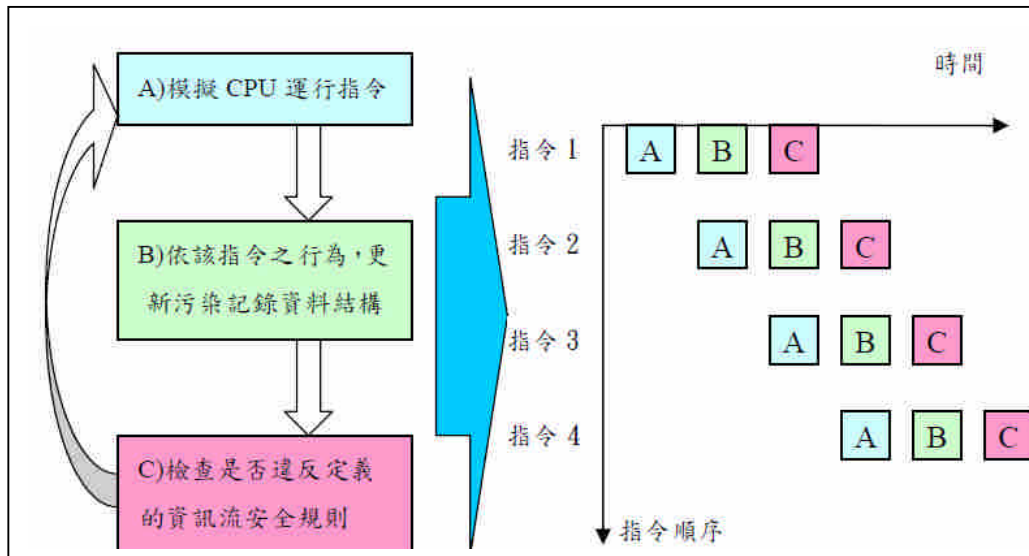 A)模擬 CPU 運行指令
B)依該指令之行為，更
新污染記錄資料結構
C)檢查是否違反定義
的資訊流安全規則
時間
指令 1
A B C
指令 2
A B C
指令 3
A B C
指令 4
A B C
指令順序